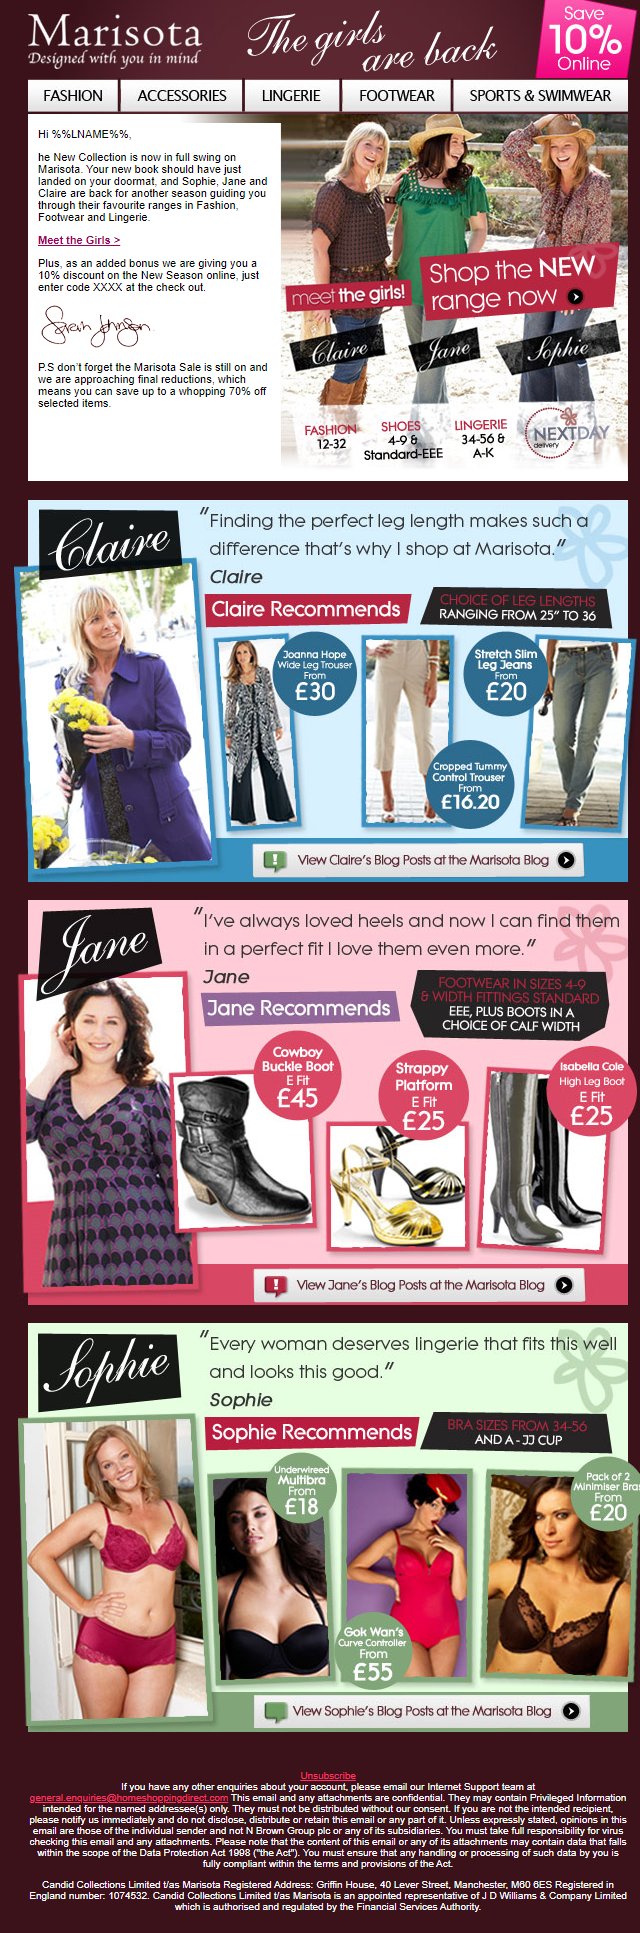 Marisota
Designed with you in mind
The girls
are back
Save
10%
Online
FASHION
ACCESSORIES
LINGERIE
FOOTWEAR
SPORTS & SWIMWEAR
Hi %%LNAME%%,
he New Collection is now in full swing on
Marisota. Your new book should have just
landed on your doormat, and Sophie, Jane and
Claire are back for another season guiding you
through their favourite ranges in Fashion,
Footwear and Lingerie.
Meet the Girls >
Plus, as an added bonus we are giving you a
10% discount on the New Season online, just
enter code XXXX at the check out.
P.S don't forget the Marisota Sale is still on and
we are approaching final reductions, which
means you can save up to a whopping 70% off
selected items.
meet the girls!
Shop the NEW
range now
Claire
Jane
Sophie
FASHION
12-32
SHOES
4-9 &
Standard-EEE
LINGERIE
34-56 &
A-K
NEXTDAY
delivery
Claire
"Finding the perfect leg length makes such a
difference that's why I shop at Marisota."
Claire
Claire Recommends
CHOICE OF LEG LENGTHS
RANGING FROM 25" TO 36
Joanna Hope
Wide Leg Trouser
From
£30
Stretch Slim
Leg Jeans
From
£20
Cropped Tummy
Control Trouser
From
£16.20
View Claire's Blog Posts at the Marisota Blog
Jane
"I've always loved heels and now I can find them
in a perfect fit I love them even more."
Jane
Jane Recommends
FOOTWEAR IN SIZES 4-9
& WIDTH FITTINGS STANDARD
EEE, PLUS BOOTS IN A
CHOICE OF CALF WIDTH
Cowboy
Buckle Boot
E Fit
£45
Strappy
Platform
E Fit
£25
Isabella Cole
High Leg Boot
E Fit
£25
View Jane's Blog Posts at the Marisota Blog
Sophie
"Every woman deserves lingerie that fits this well
and looks this good."
Sophie
Sophie Recommends
BRA SIZES FROM 34-56
AND A - JJ CUP
Underwired
Multibra
From
£18
Gok Wan's
Curve Controller
From
£55
Pack of 2
Minimiser Bras
From
£20
View Sophie's Blog Posts at the Marisota Blog
Unsubscribe
If you have any other enquiries about your account, please email our Internet Support team at
general.enquiries@homeshoppingdirect.com This email and any attachments are confidential. They may contain Privileged Information
intended for the named addressee(s) only. They must not be distributed without our consent. If you are not the intended recipient,
please notify us immediately and do not disclose, distribute or retain this email or any part of it. Unless expressly stated, opinions in this
email are those of the individual sender and not N Brown Group plc or any of its subsidiaries. You must take full responsibility for virus
checking this email and any attachments. Please note that the content of this email or any of its attachments may contain data that falls
within the scope of the Data Protection Act 1998 ("the Act"). You must ensure that any handling or processing of such data by you is
fully compliant within the terms and provisions of the Act.
Candid Collections Limited t/as Marisota Registered Address: Griffin House, 40 Lever Street, Manchester, M60 6ES Registered in
England number: 1074532. Candid Collections Limited t/as Marisota is an appointed representative of J D Williams & Company Limited
which is authorised and regulated by the Financial Services Authority.